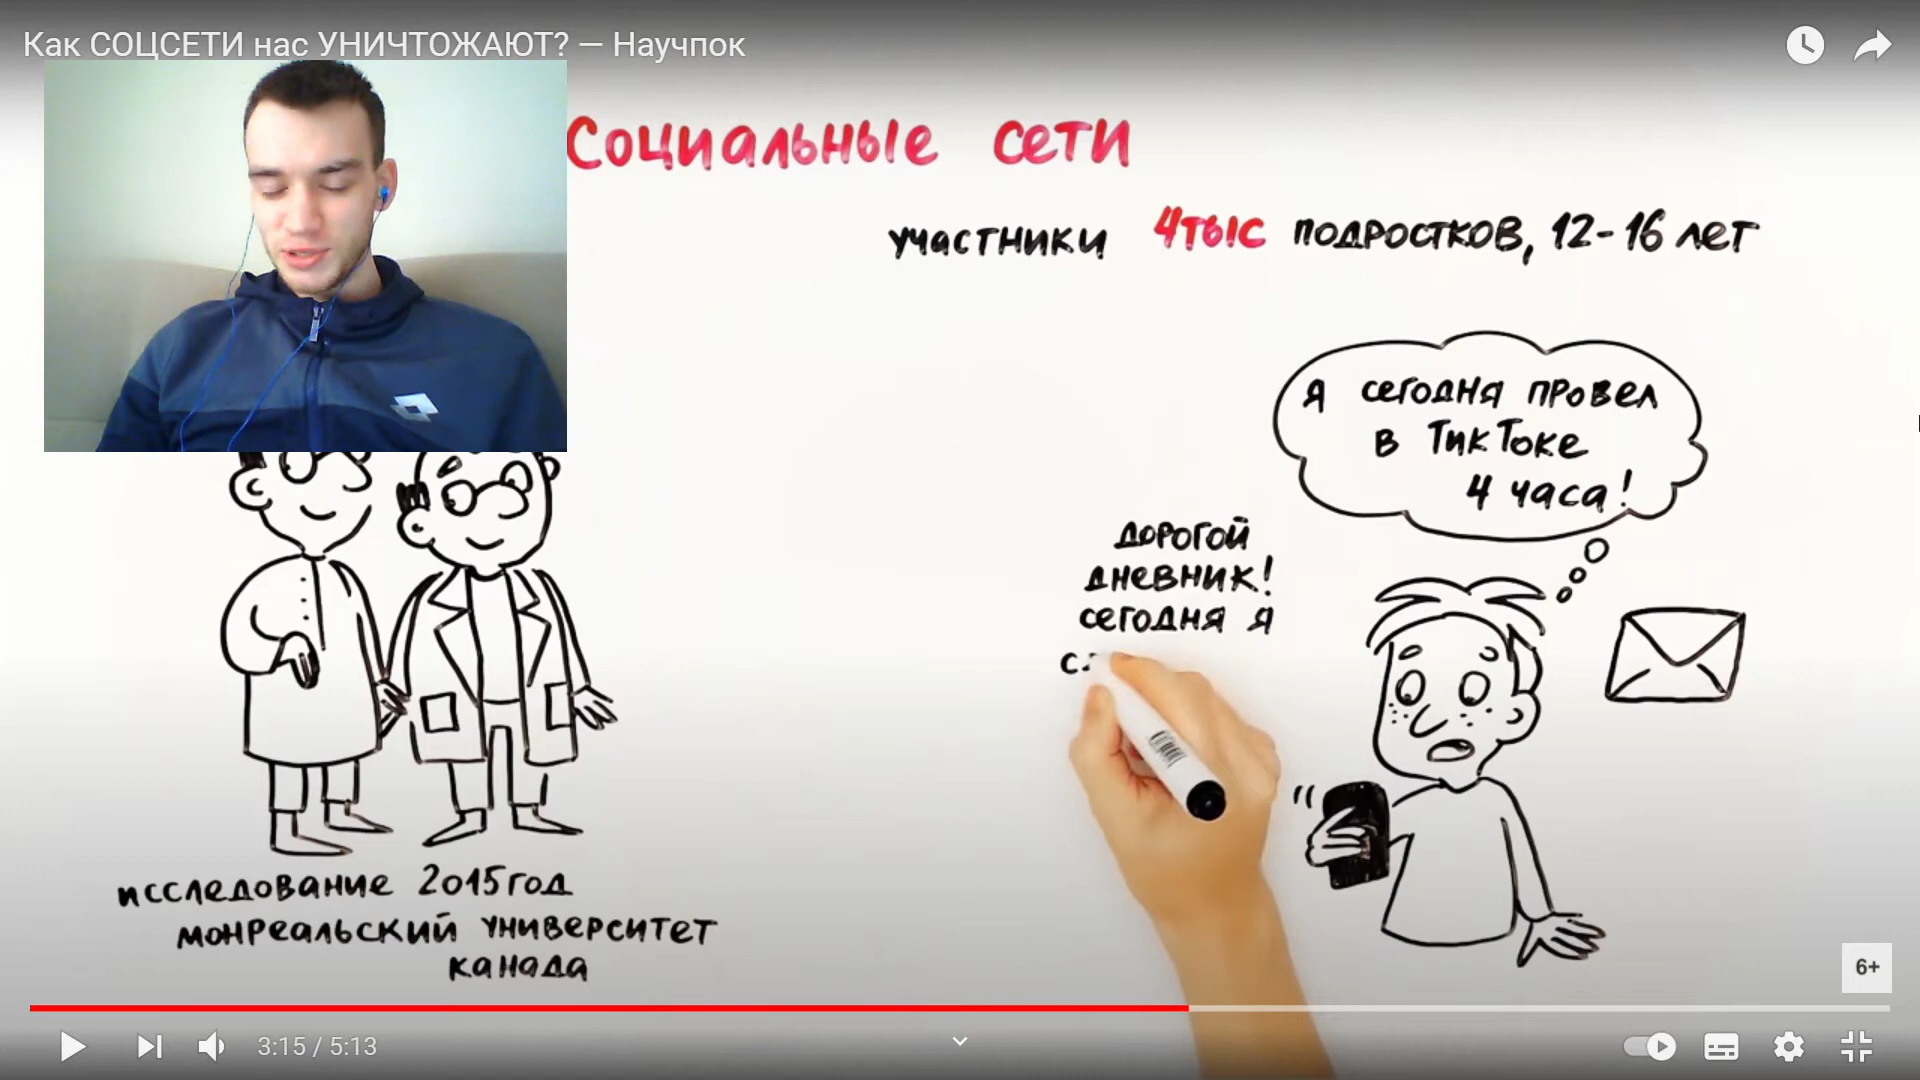 Как СОЦСЕТИ нас УНИЧТОЖАЮТ? — Научпок
Социальные сети
участники 4тыс подростков, 12-16 лет
Я сегодня провел
в ТикТоке
4 часа!
дорогой
дневник!
сегодня я
исследование 2015год
монреальский университет
канада
6+
3:15 / 5:13